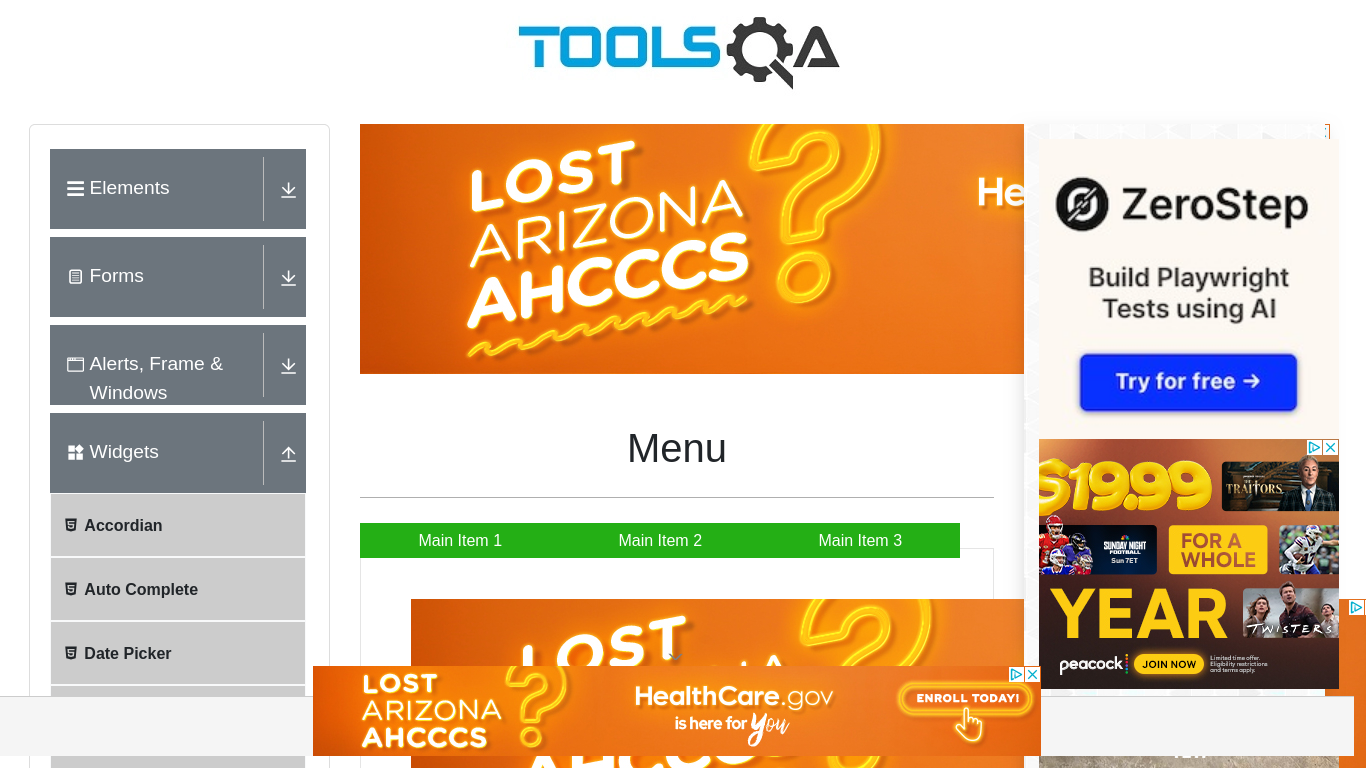 TOOLSQA
Elements
Forms
Alerts, Frame &
Windows
Widgets
Accordian
Auto Complete
Date Picker
LOST
ARIZONA
AHCCCS
?
He
Menu
Main Item 1
Main Item 2
Main Item 3
LOST
LOST
ARIZONA
AHCCCS
?
HealthCare.gov
is here for You
ENROLL TODAY!
ZeroStep
Build Playwright
Tests using AI
Try for free →
$19.99
THE TRAITORS
SUNDAY NIGHT
FOOTBALL
Sun 7ET
FOR A
WHOLE
YEAR
TWISTERS
peacock
JOIN NOW
Limited time offer.
Eligibility restrictions
and terms apply.